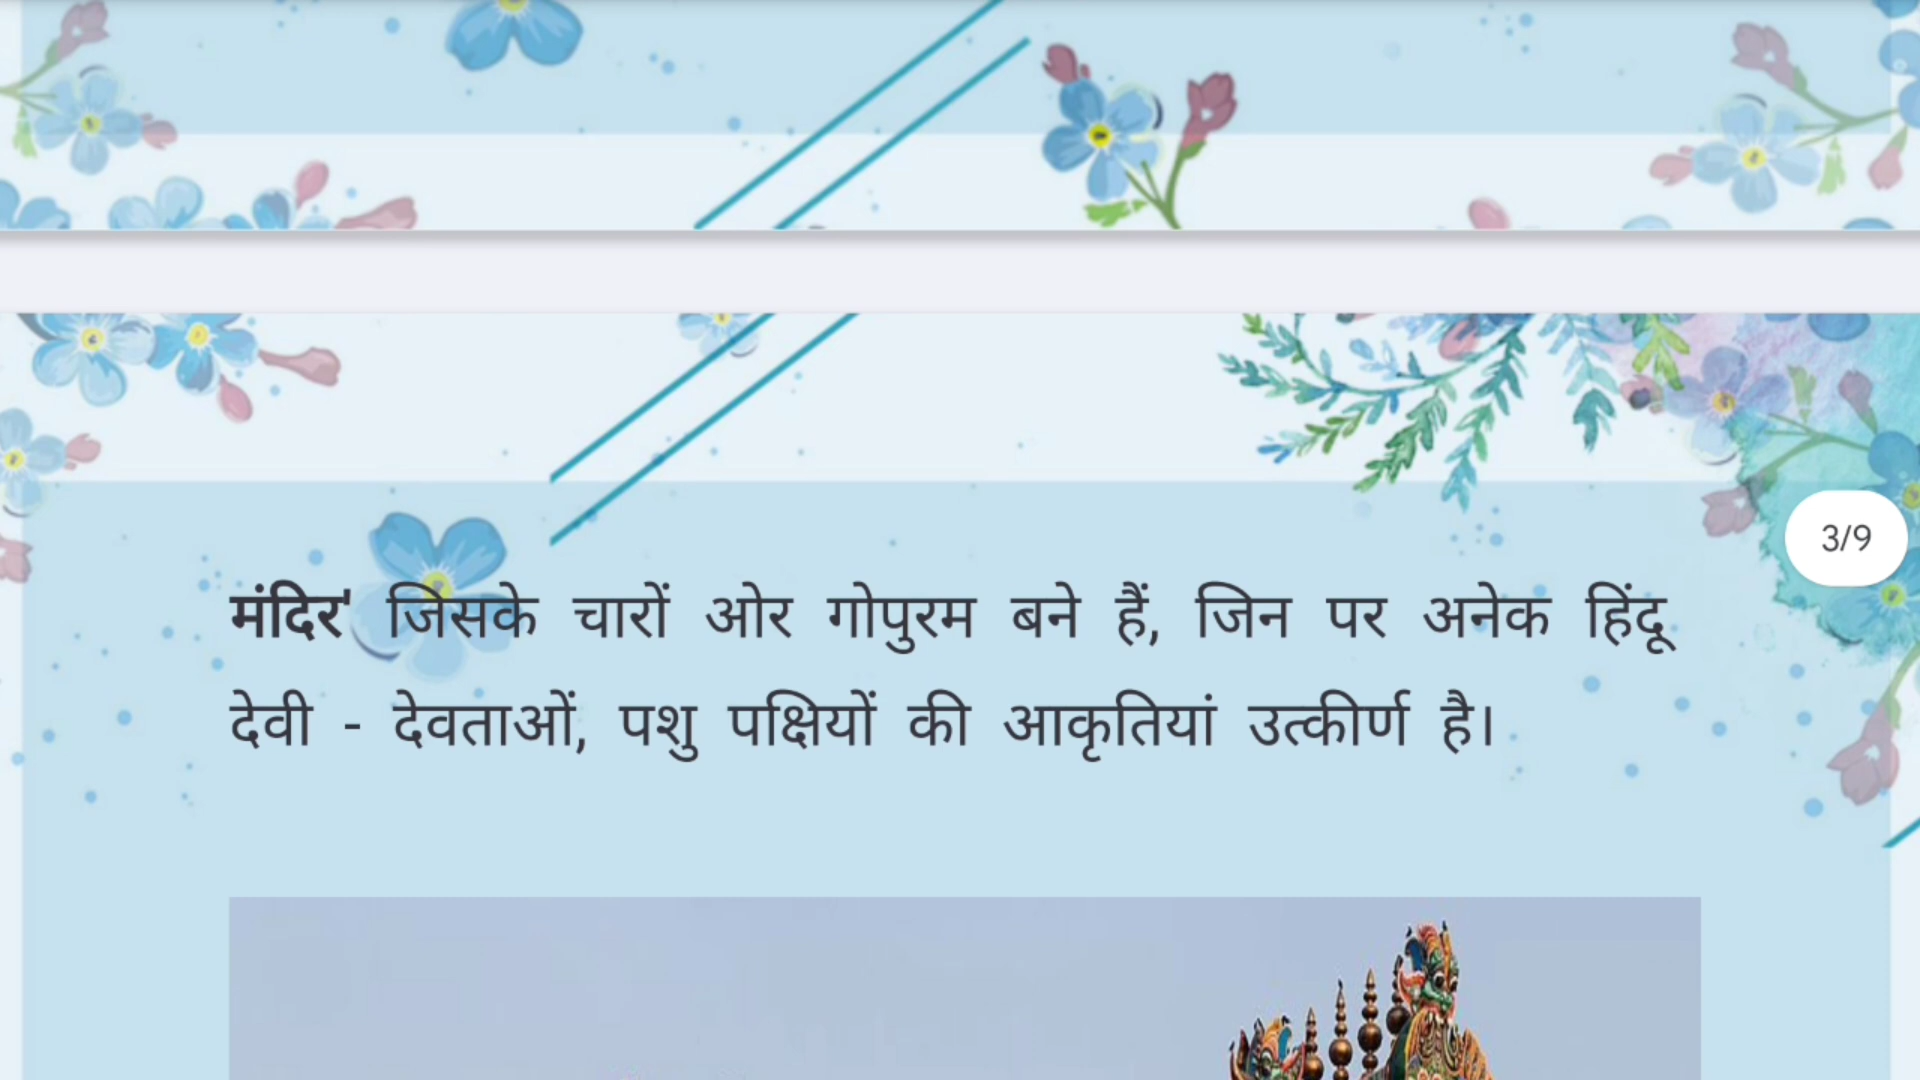 मंदिर' जिसके चारों ओर गोपुरम बने हैं, जिन पर अनेक हिंदू
देवी - देवताओं, पशु पक्षियों की आकृतियां उत्कीर्ण है।
3/9